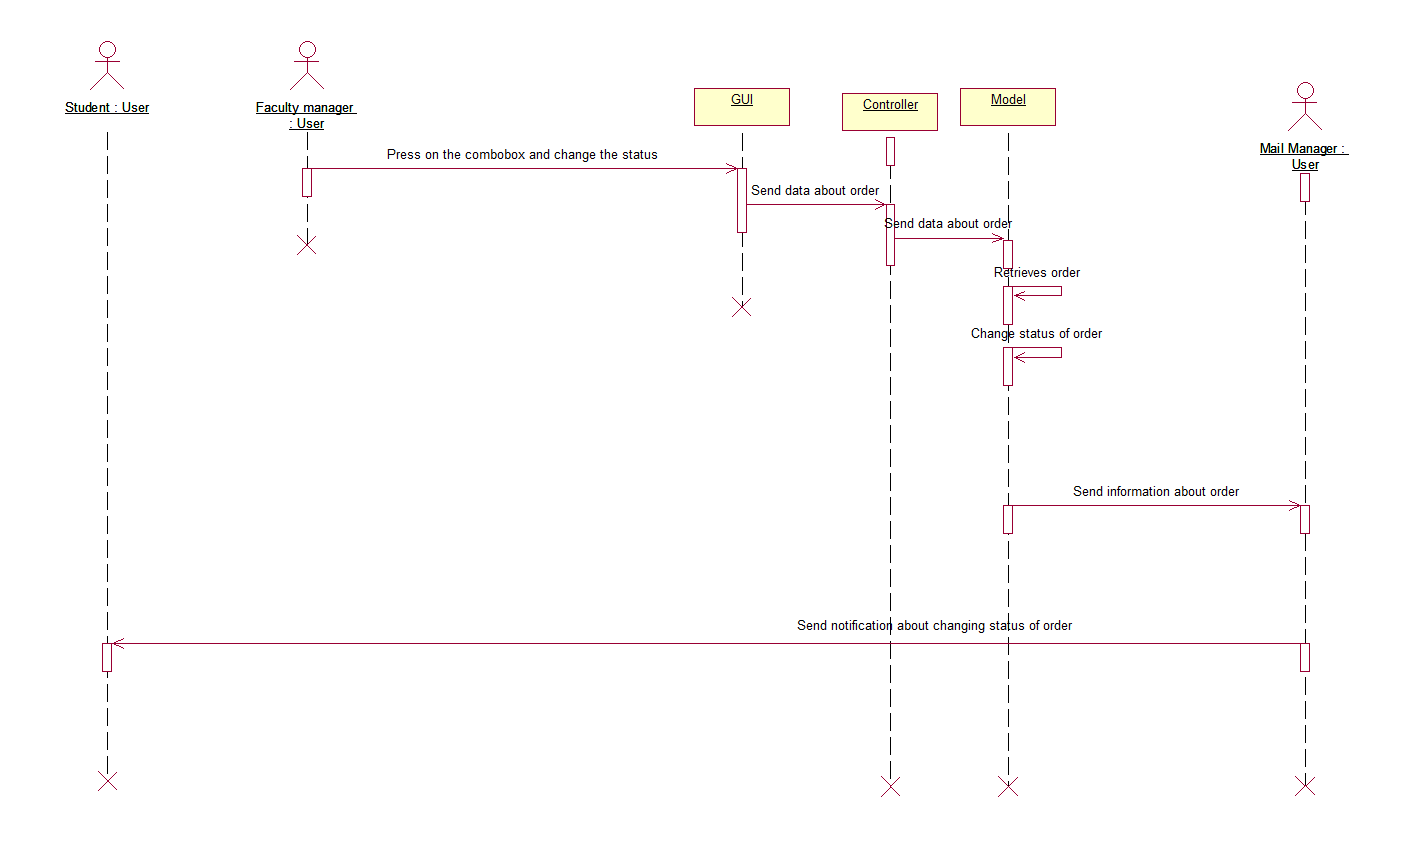 Student : User
Faculty manager
: User
GUI
Controller
Model
Mail Manager :
User
Press on the combobox and change the status
Send data about order
Send data about order
Retrieves order
Change status of order
Send information about order
Send notification about changing status of order